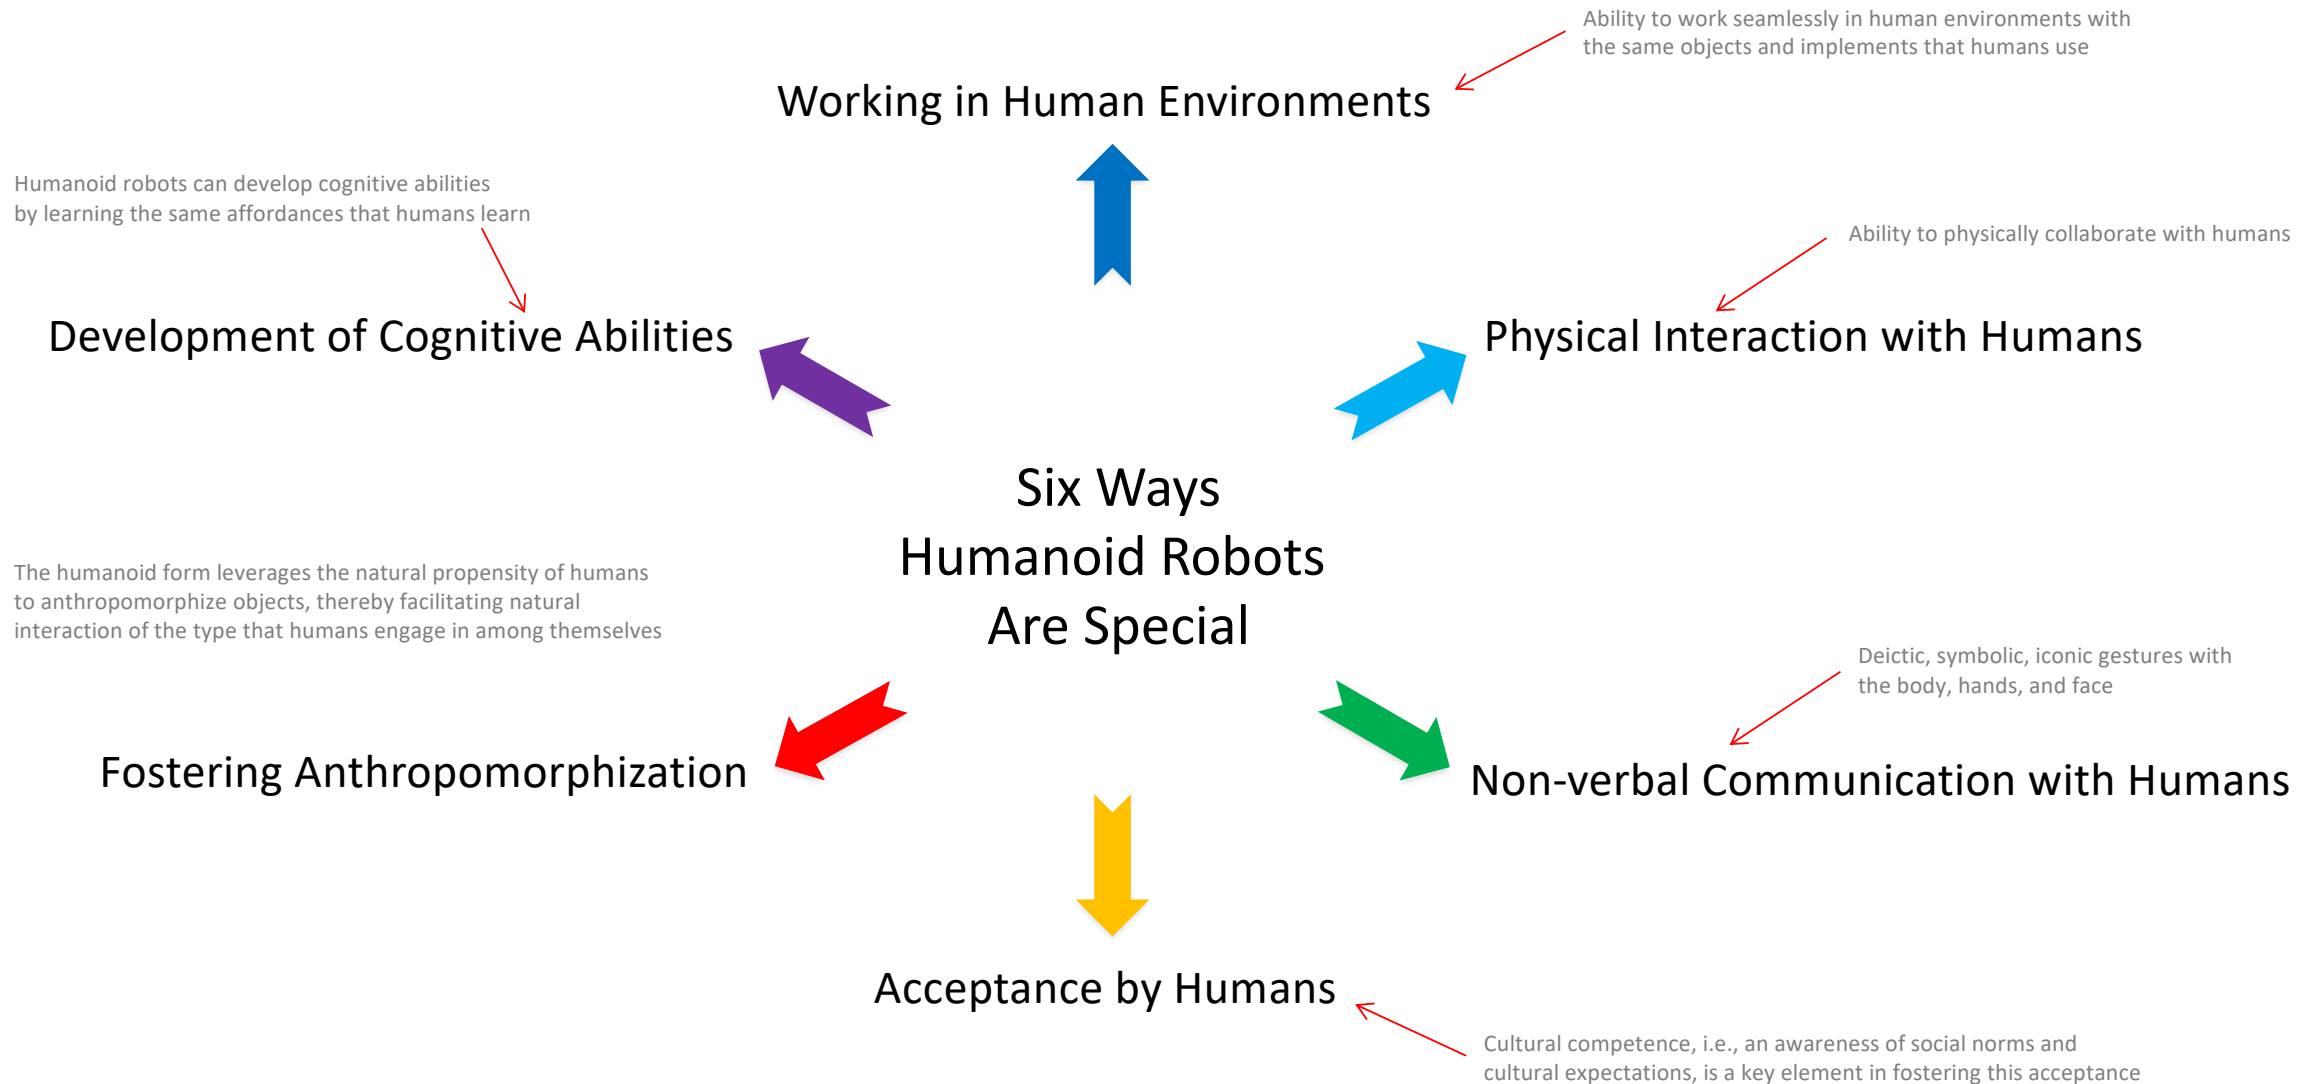 Ability to work seamlessly in human environments with
the same objects and implements that humans use
Working in Human Environments
Humanoid robots can develop cognitive abilities
by learning the same affordances that humans learn
Development of Cognitive Abilities
Ability to physically collaborate with humans
Physical Interaction with Humans
Six Ways
Humanoid Robots
Are Special
The humanoid form leverages the natural propensity of humans
to anthropomorphize objects, thereby facilitating natural
interaction of the type that humans engage in among themselves
Fostering Anthropomorphization
Deictic, symbolic, iconic gestures with
the body, hands, and face
Non-verbal Communication with Humans
Acceptance by Humans
Cultural competence, i.e., an awareness of social norms and
cultural expectations, is a key element in fostering this acceptance